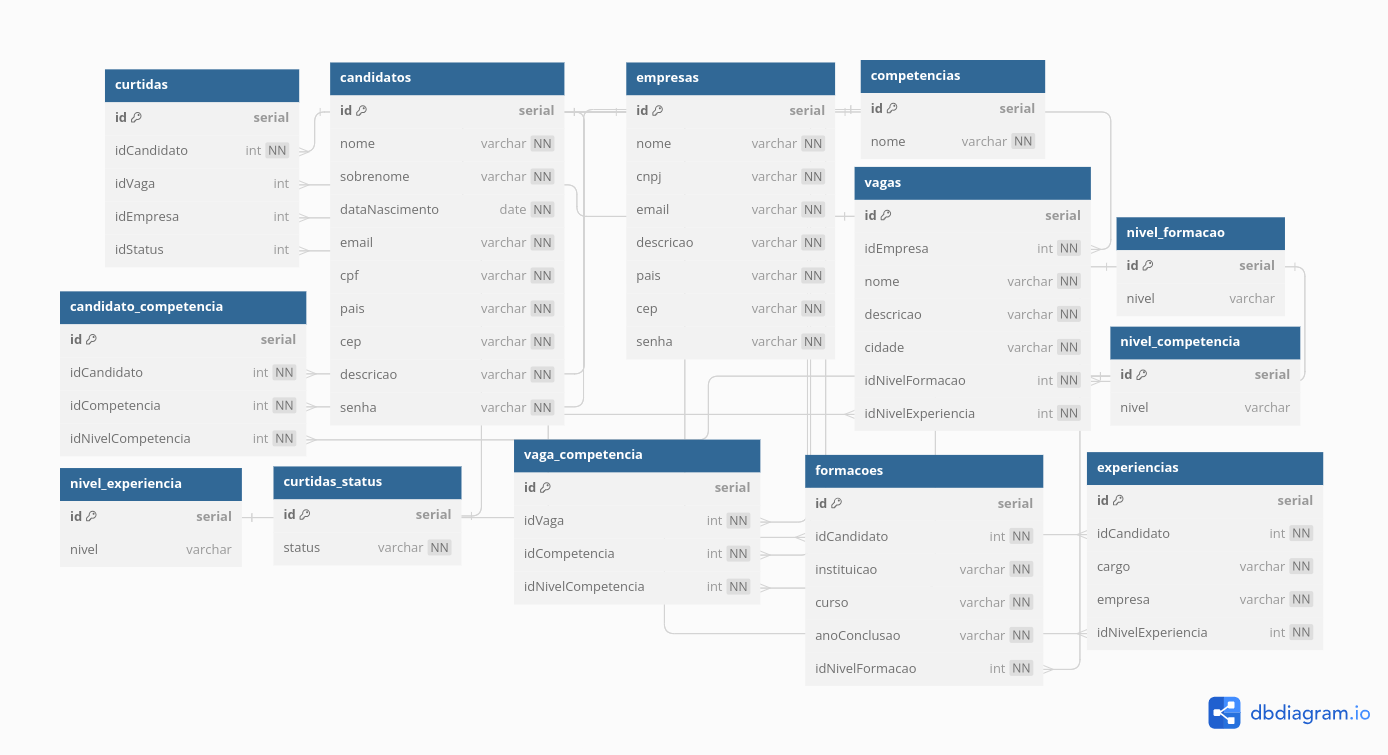 curtidas
id serial
idCandidato int NN
idVaga int
idEmpresa int
idStatus int
candidatos
id serial
nome varchar NN
sobrenome varchar NN
dataNascimento date NN
email varchar NN
cpf varchar NN
pais varchar NN
cep varchar NN
descricao varchar NN
senha varchar NN
empresas
id serial
nome varchar NN
cnpj varchar NN
email varchar NN
descricao varchar NN
pais varchar NN
cep varchar NN
senha varchar NN
competencias
id serial
nome varchar NN
vagas
id serial
idEmpresa int NN
nome varchar NN
descricao varchar NN
cidade varchar NN
idNivelFormacao int NN
idNivelExperiencia int NN
nivel_formacao
id serial
nivel varchar
candidato_competencia
id serial
idCandidato int NN
idCompetencia int NN
idNivelCompetencia int NN
nivel_competencia
id serial
nivel varchar
nivel_experiencia
id serial
nivel varchar
curtidas_status
id serial
status varchar NN
vaga_competencia
id serial
idVaga int NN
idCompetencia int NN
idNivelCompetencia int NN
formacoes
id serial
idCandidato int NN
instituicao varchar NN
curso varchar NN
anoConclusao varchar NN
idNivelFormacao int NN
experiencias
id serial
idCandidato int NN
cargo varchar NN
empresa varchar NN
idNivelExperiencia int NN
dbdiagram.io